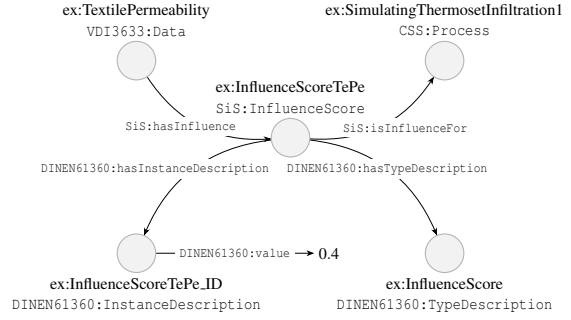 ex:TextilePermeability
VDI3633:Data
ex:SimulatingThermosetInfiltration1
CSS:Process
ex:InfluenceScoreTePe
SiS:InfluenceScore
SiS:hasInfluence
SiS:isInfluenceFor
DINEN61360:hasInstanceDescription
DINEN61360:hasTypeDescription
DINEN61360:value
0.4
ex:InfluenceScoreTePe_ID
DINEN61360:InstanceDescription
ex:InfluenceScore
DINEN61360:TypeDescription